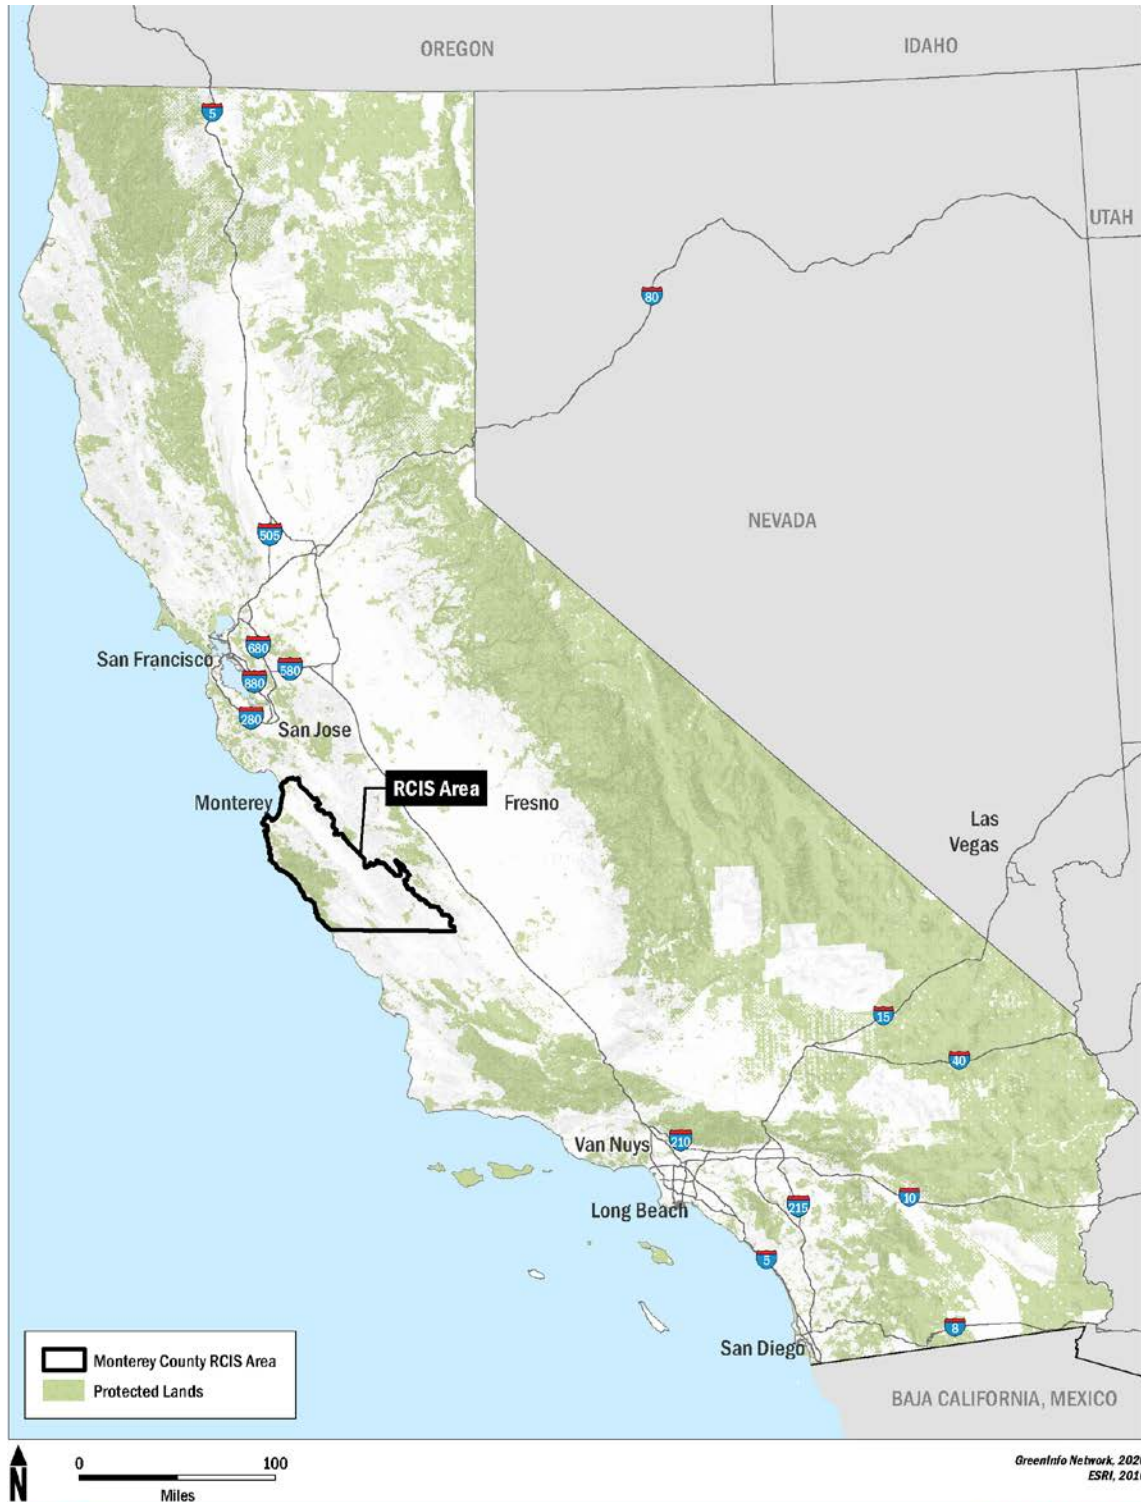 OREGON
IDAHO
5
UTAH
80
NEVADA
505
680
San Francisco
580
880
280
San Jose
RCIS Area
Monterey
Fresno
Las
Vegas
15
40
Van Nuys
210
10
Long Beach
215
5
8
San Diego
Monterey County RCIS Area
Protected Lands
BAJA CALIFORNIA, MEXICO
N
0
100
Miles
GreenInfo Network,
ESRI,